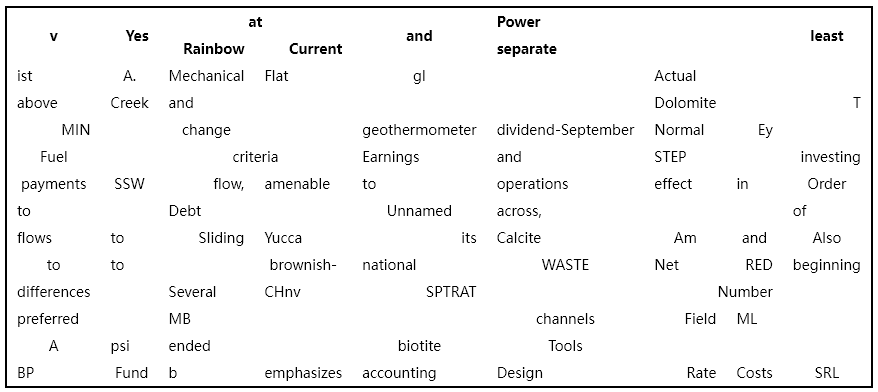 at Power
v Yes and least
Rainbow Current separate
ist A. Mechanical Flat gl Actual
above Creek and Dolomite T
MIN change geothermometer dividend-September Normal Ey
Fuel criteria Earnings and STEP investing
payments SSW flow, amenable to operations effect in Order
to Debt Unnamed across, of
flows to Sliding Yucca its Calcite Am and Also
to to brownish- national WASTE Net RED beginning
differences Several CHnv SPTRAT Number
preferred MB channels Field ML
A psi ended biotite Tools
BP Fund b emphasizes accounting Design Rate Costs SRL